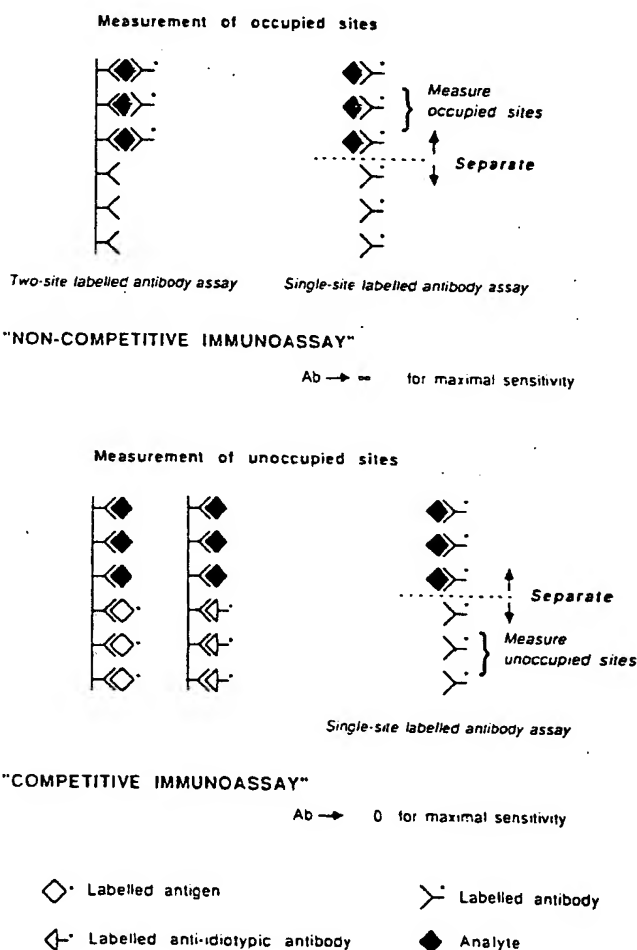 Measurement of occupied sites
Measure
occupied sites
Separate
Two-site labelled antibody assay
Single-site labelled antibody assay
"NON-COMPETITIVE IMMUNOASSAY"
Ab → ∞ for maximal sensitivity
Measurement of unoccupied sites
Separate
Measure
unoccupied sites
Single-site labelled antibody assay
"COMPETITIVE IMMUNOASSAY"
Ab → 0 for maximal sensitivity
Labelled antigen
Labelled antibody
Labelled anti-idiotypic antibody
Analyte